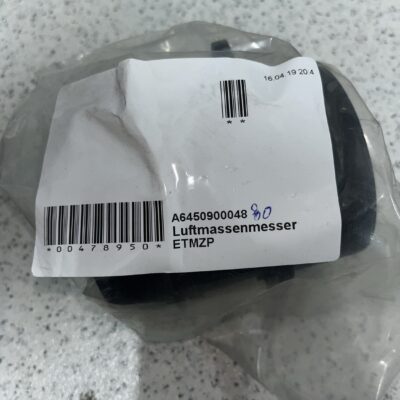 16.04.19 20:4
* *
A6450900048 80
Luftmassenmesser
ETMZP
*00478950*